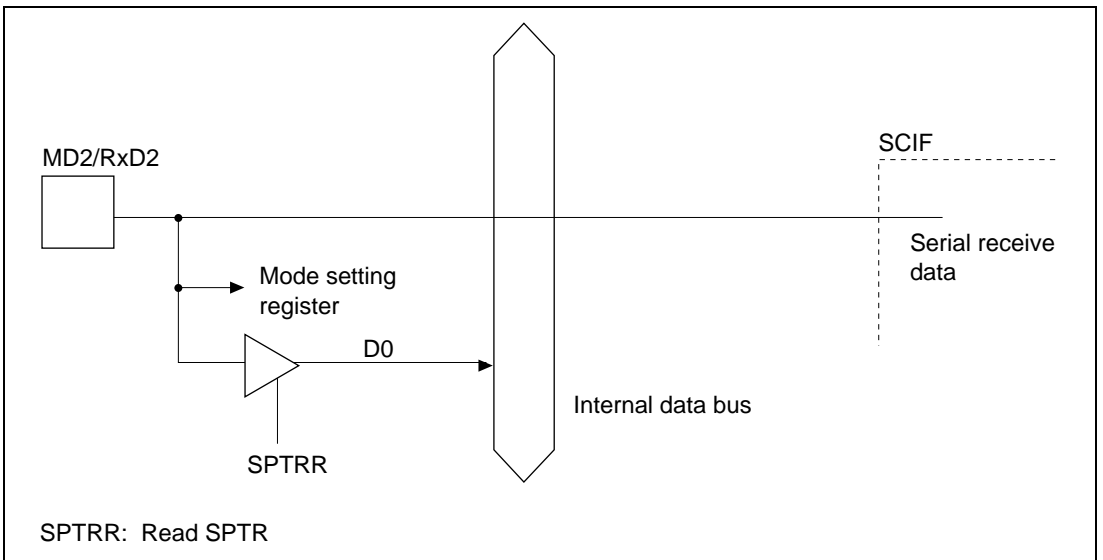 MD2/RxD2
SCIF
Serial receive
data
Mode setting
register
D0
Internal data bus
SPTRR
SPTRR: Read SPTR